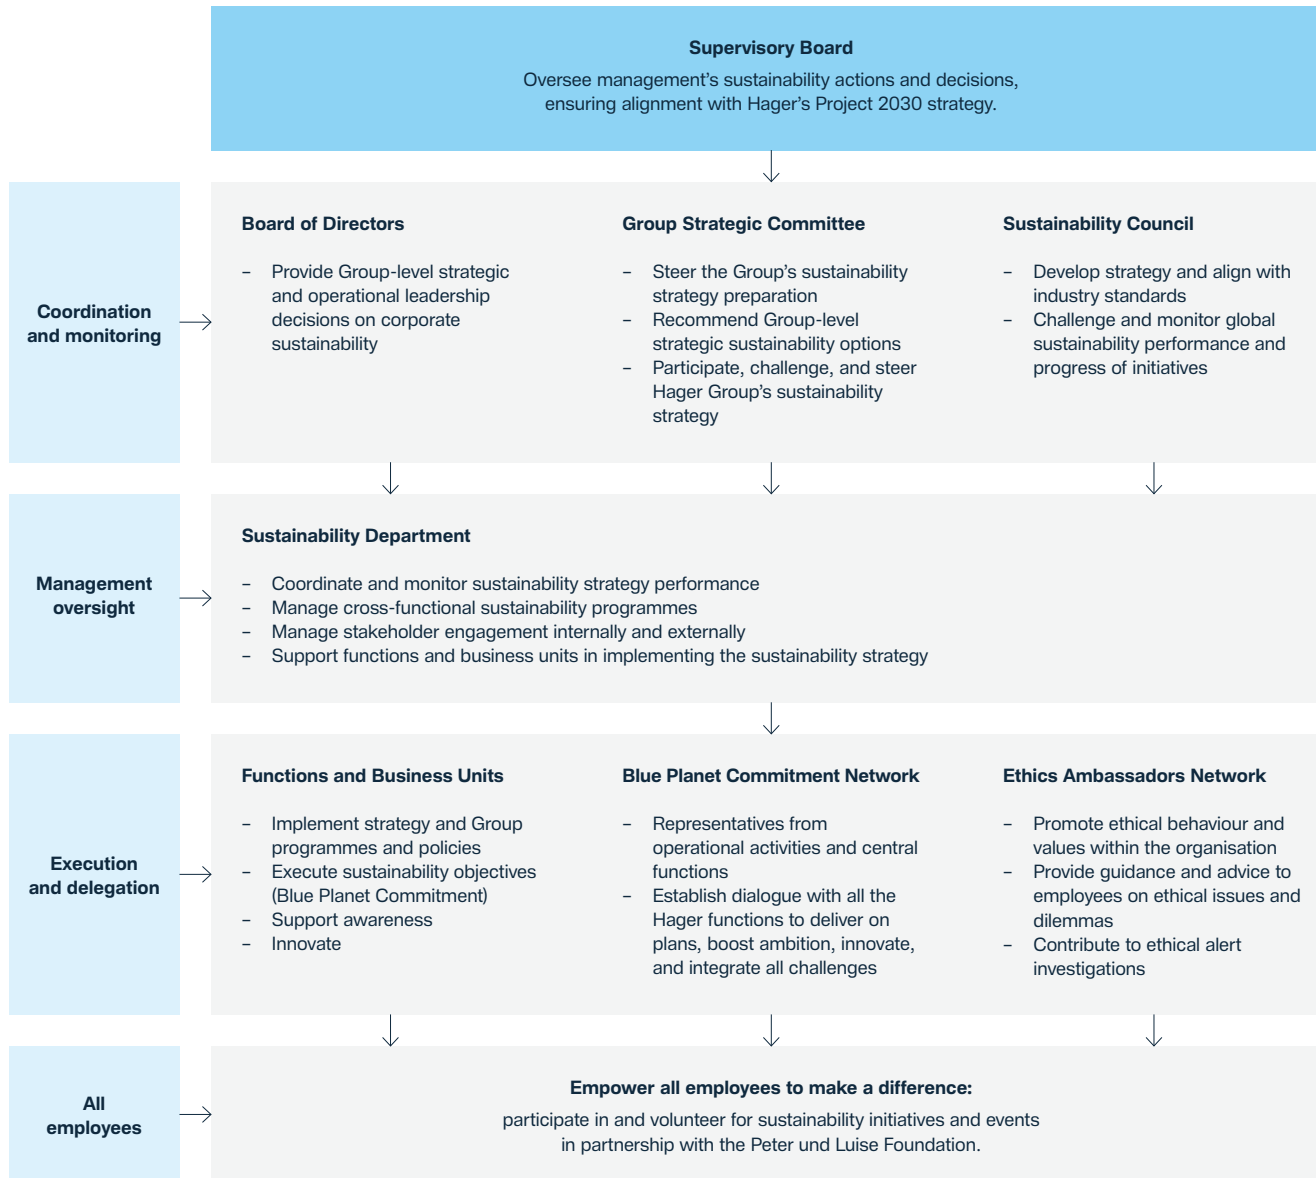 Supervisory Board
Oversee management's sustainability actions and decisions,
ensuring alignment with Hager's Project 2030 strategy.
Coordination
and monitoring
Board of Directors
– Provide Group-level strategic
and operational leadership
decisions on corporate
sustainability
Group Strategic Committee
– Steer the Group's sustainability
strategy preparation
– Recommend Group-level
strategic sustainability options
– Participate, challenge, and steer
Hager Group's sustainability
strategy
Sustainability Council
– Develop strategy and align with
industry standards
– Challenge and monitor global
sustainability performance and
progress of initiatives
Management
oversight
Sustainability Department
– Coordinate and monitor sustainability strategy performance
– Manage cross-functional sustainability programmes
– Manage stakeholder engagement internally and externally
– Support functions and business units in implementing the sustainability strategy
Execution
and delegation
Functions and Business Units
– Implement strategy and Group
programmes and policies
– Execute sustainability objectives
(Blue Planet Commitment)
– Support awareness
– Innovate
Blue Planet Commitment Network
– Representatives from
operational activities and central
functions
– Establish dialogue with all the
Hager functions to deliver on
plans, boost ambition, innovate,
and integrate all challenges
Ethics Ambassadors Network
– Promote ethical behaviour and
values within the organisation
– Provide guidance and advice to
employees on ethical issues and
dilemmas
– Contribute to ethical alert
investigations
All
employees
Empower all employees to make a difference:
participate in and volunteer for sustainability initiatives and events
in partnership with the Peter und Luise Foundation.